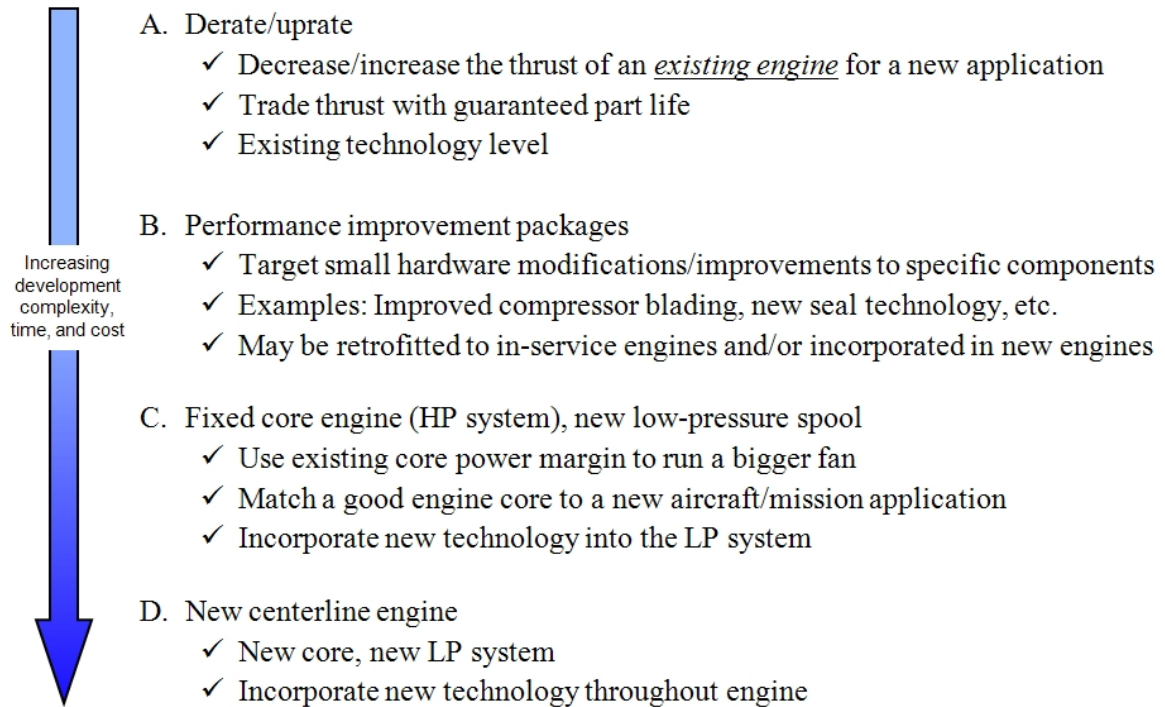 A. Derate/uprate
✓ Decrease/increase the thrust of an existing engine for a new application
✓ Trade thrust with guaranteed part life
✓ Existing technology level
B. Performance improvement packages
✓ Target small hardware modifications/improvements to specific components
✓ Examples: Improved compressor blading, new seal technology, etc.
✓ May be retrofitted to in-service engines and/or incorporated in new engines
Increasing
development
complexity,
time, and cost
C. Fixed core engine (HP system), new low-pressure spool
✓ Use existing core power margin to run a bigger fan
✓ Match a good engine core to a new aircraft/mission application
✓ Incorporate new technology into the LP system
D. New centerline engine
✓ New core, new LP system
✓ Incorporate new technology throughout engine